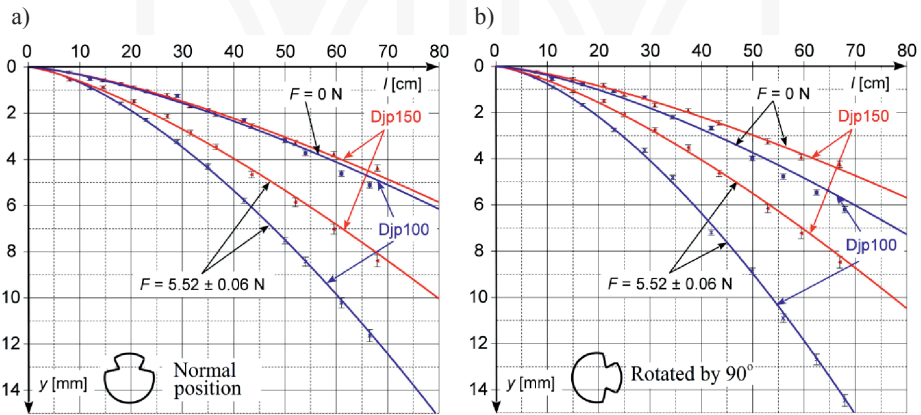 a)
0 10 20 30 40 50 60 70 80
0
2
4
6
8
10
12
14
l [cm]
F = 0 N
Djp150
Djp100
F = 5.52 ± 0.06 N
y [mm]
Normal
position
b)
0 10 20 30 40 50 60 70 80
0
2
4
6
8
10
12
14
l [cm]
F = 0 N
Djp150
Djp100
F = 5.52 ± 0.06 N
y [mm]
Rotated by 90°